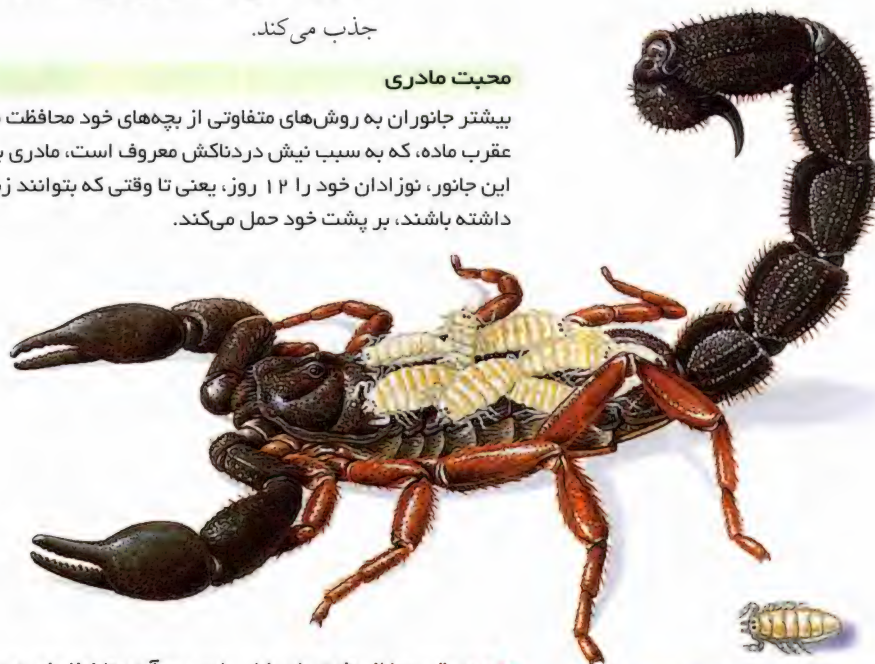 جذب می‌کند.
محبت مادری
بیشتر جانوران به روش‌های متفاوتی از بچه‌های خود محافظت
عقرب ماده، که به سبب نیش دردناکش معروف است، مادری
این جانور، نوزادان خود را ۱۲ روز، یعنی تا وقتی که بتوانند
داشته باشند، بر پشت خود حمل می‌کند.